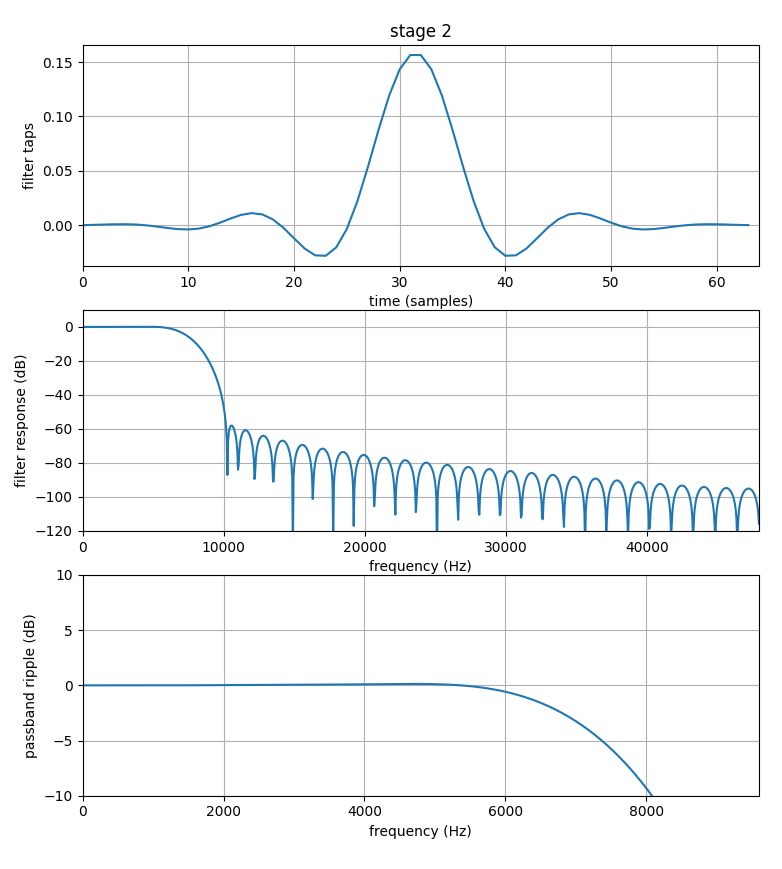 stage 2
filter taps
0.15
0.10
0.05
0.00
0 10 20 30 40 50 60
time (samples)
filter response (dB)
0
−20
−40
−60
−80
−100
−120
0 10000 20000 30000 40000
frequency (Hz)
passband ripple (dB)
10
5
0
−5
−10
0 2000 4000 6000 8000
frequency (Hz)